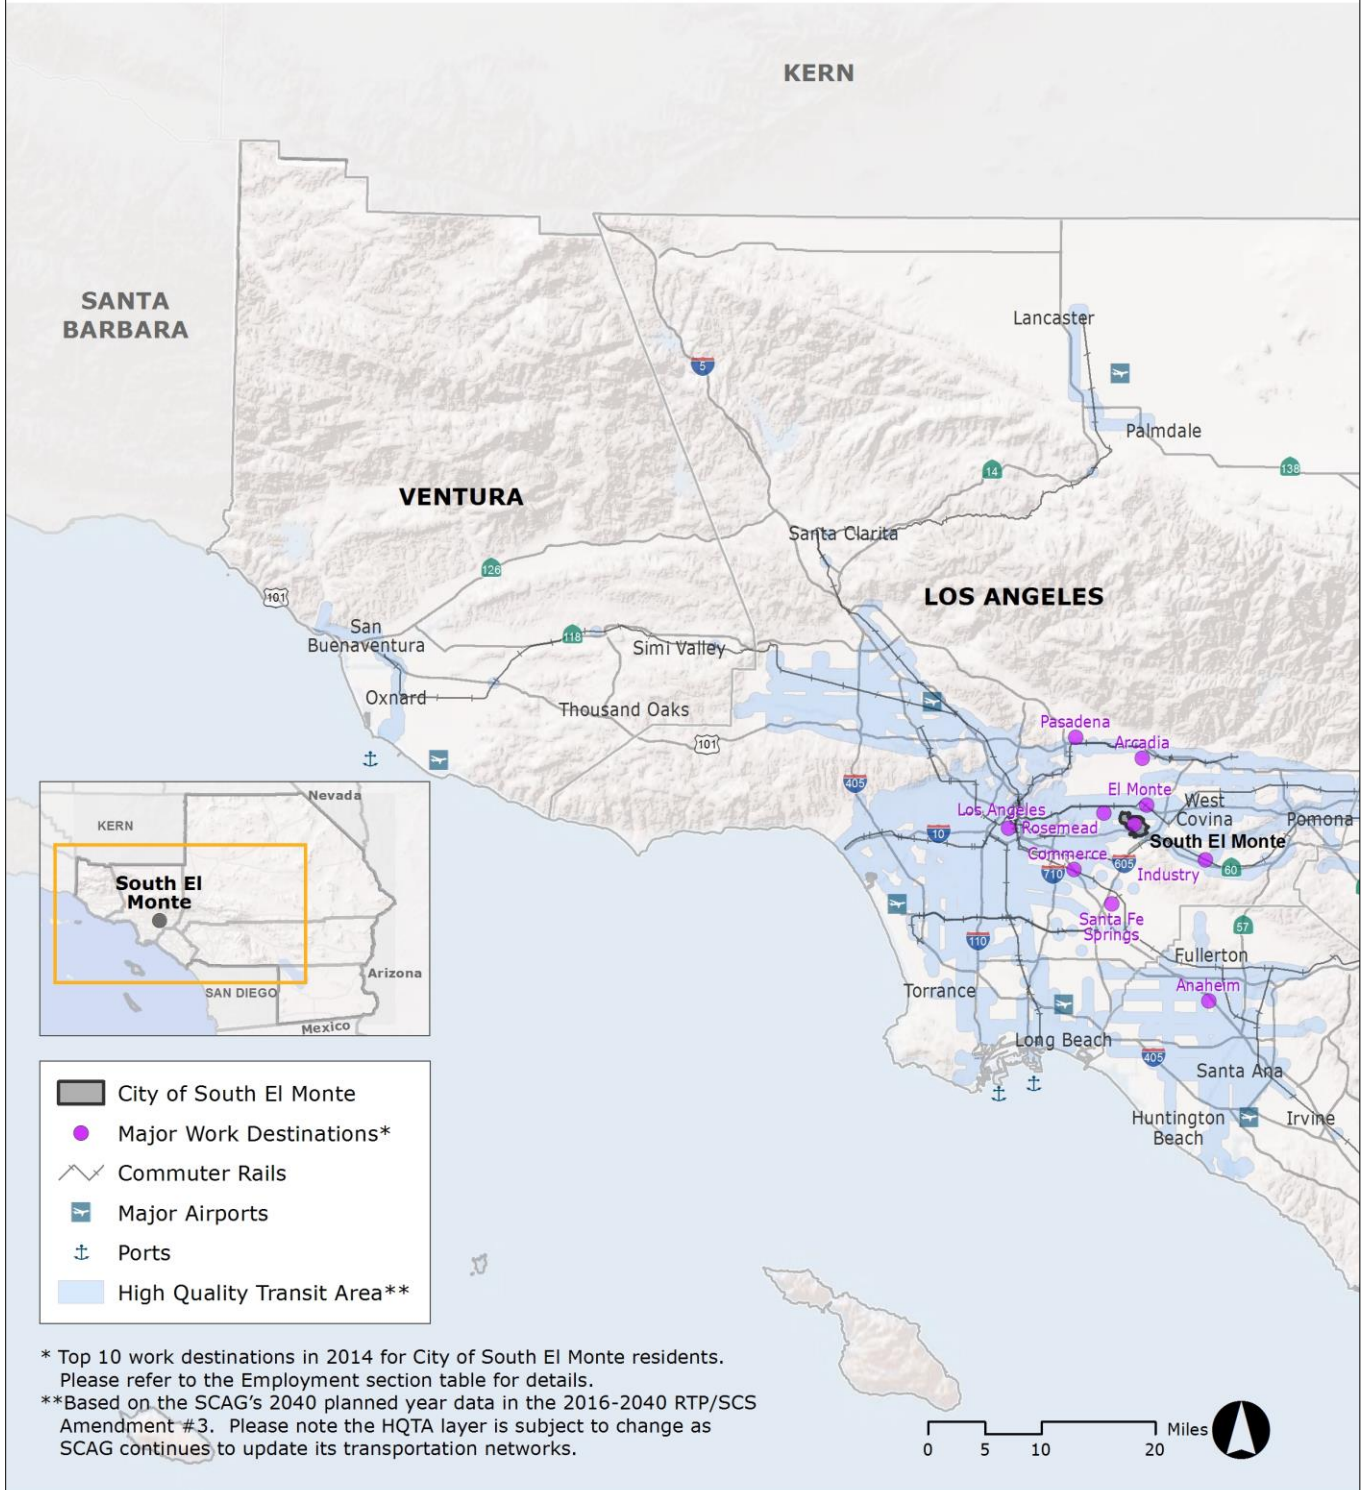 KERN
SANTA
BARBARA
Lancaster
5
Palmdale
14
138
VENTURA
Santa Clarita
126
LOS ANGELES
101
San
Buenaventura
118
Simi Valley
Oxnard
Thousand Oaks
101
Pasadena
Arcadia
405
El Monte
West
Covina
Los Angeles
Pomona
10
Rosemead
South El Monte
Commerce
605
60
710
Industry
Santa Fe
Springs
57
110
Fullerton
Anaheim
Torrance
Long Beach
405
Santa Ana
Huntington
Beach
Irvine
Nevada
KERN
South El
Monte
Arizona
SAN DIEGO
Mexico
City of South El Monte
Major Work Destinations*
Commuter Rails
Major Airports
Ports
High Quality Transit Area**
* Top 10 work destinations in 2014 for City of South El Monte residents.
Please refer to the Employment section table for details.
**Based on the SCAG’s 2040 planned year data in the 2016-2040 RTP/SCS
Amendment #3. Please note the HQTA layer is subject to change as
SCAG continues to update its transportation networks.
Miles
0 5 10 20